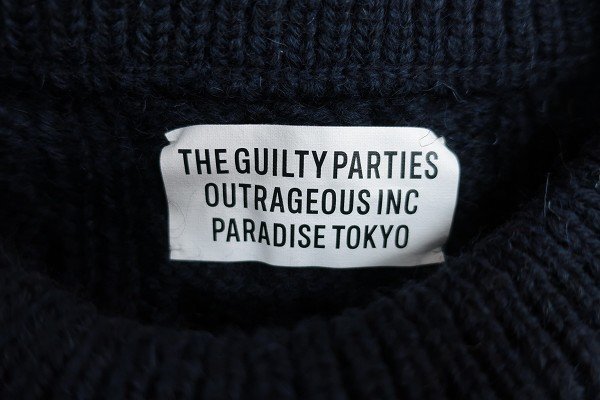 THE GUILTY PARTIES
OUTRAGEOUS INC
PARADISE TOKYO